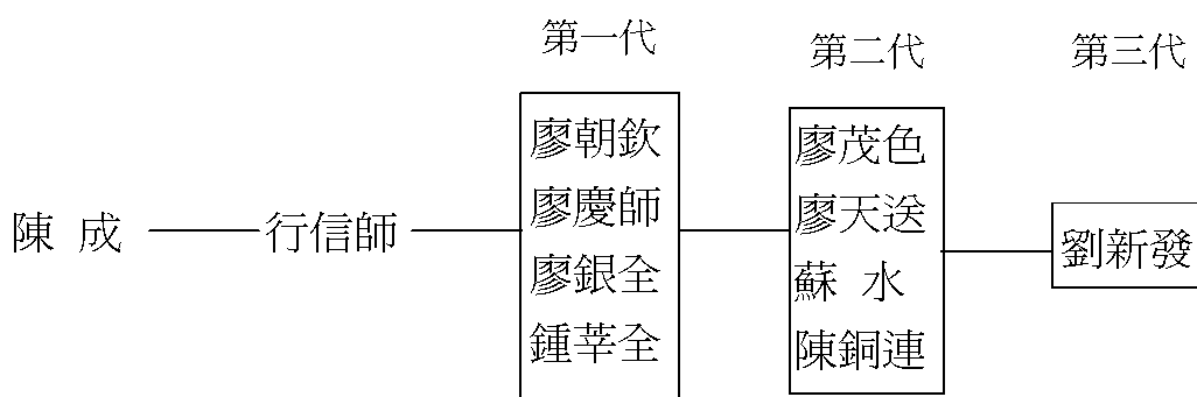 第一代
第二代
第三代
陳 成
行信師
廖朝欽
廖慶師
廖銀全
鍾莘全
廖茂色
廖天送
蘇 水
陳銅連
劉新發